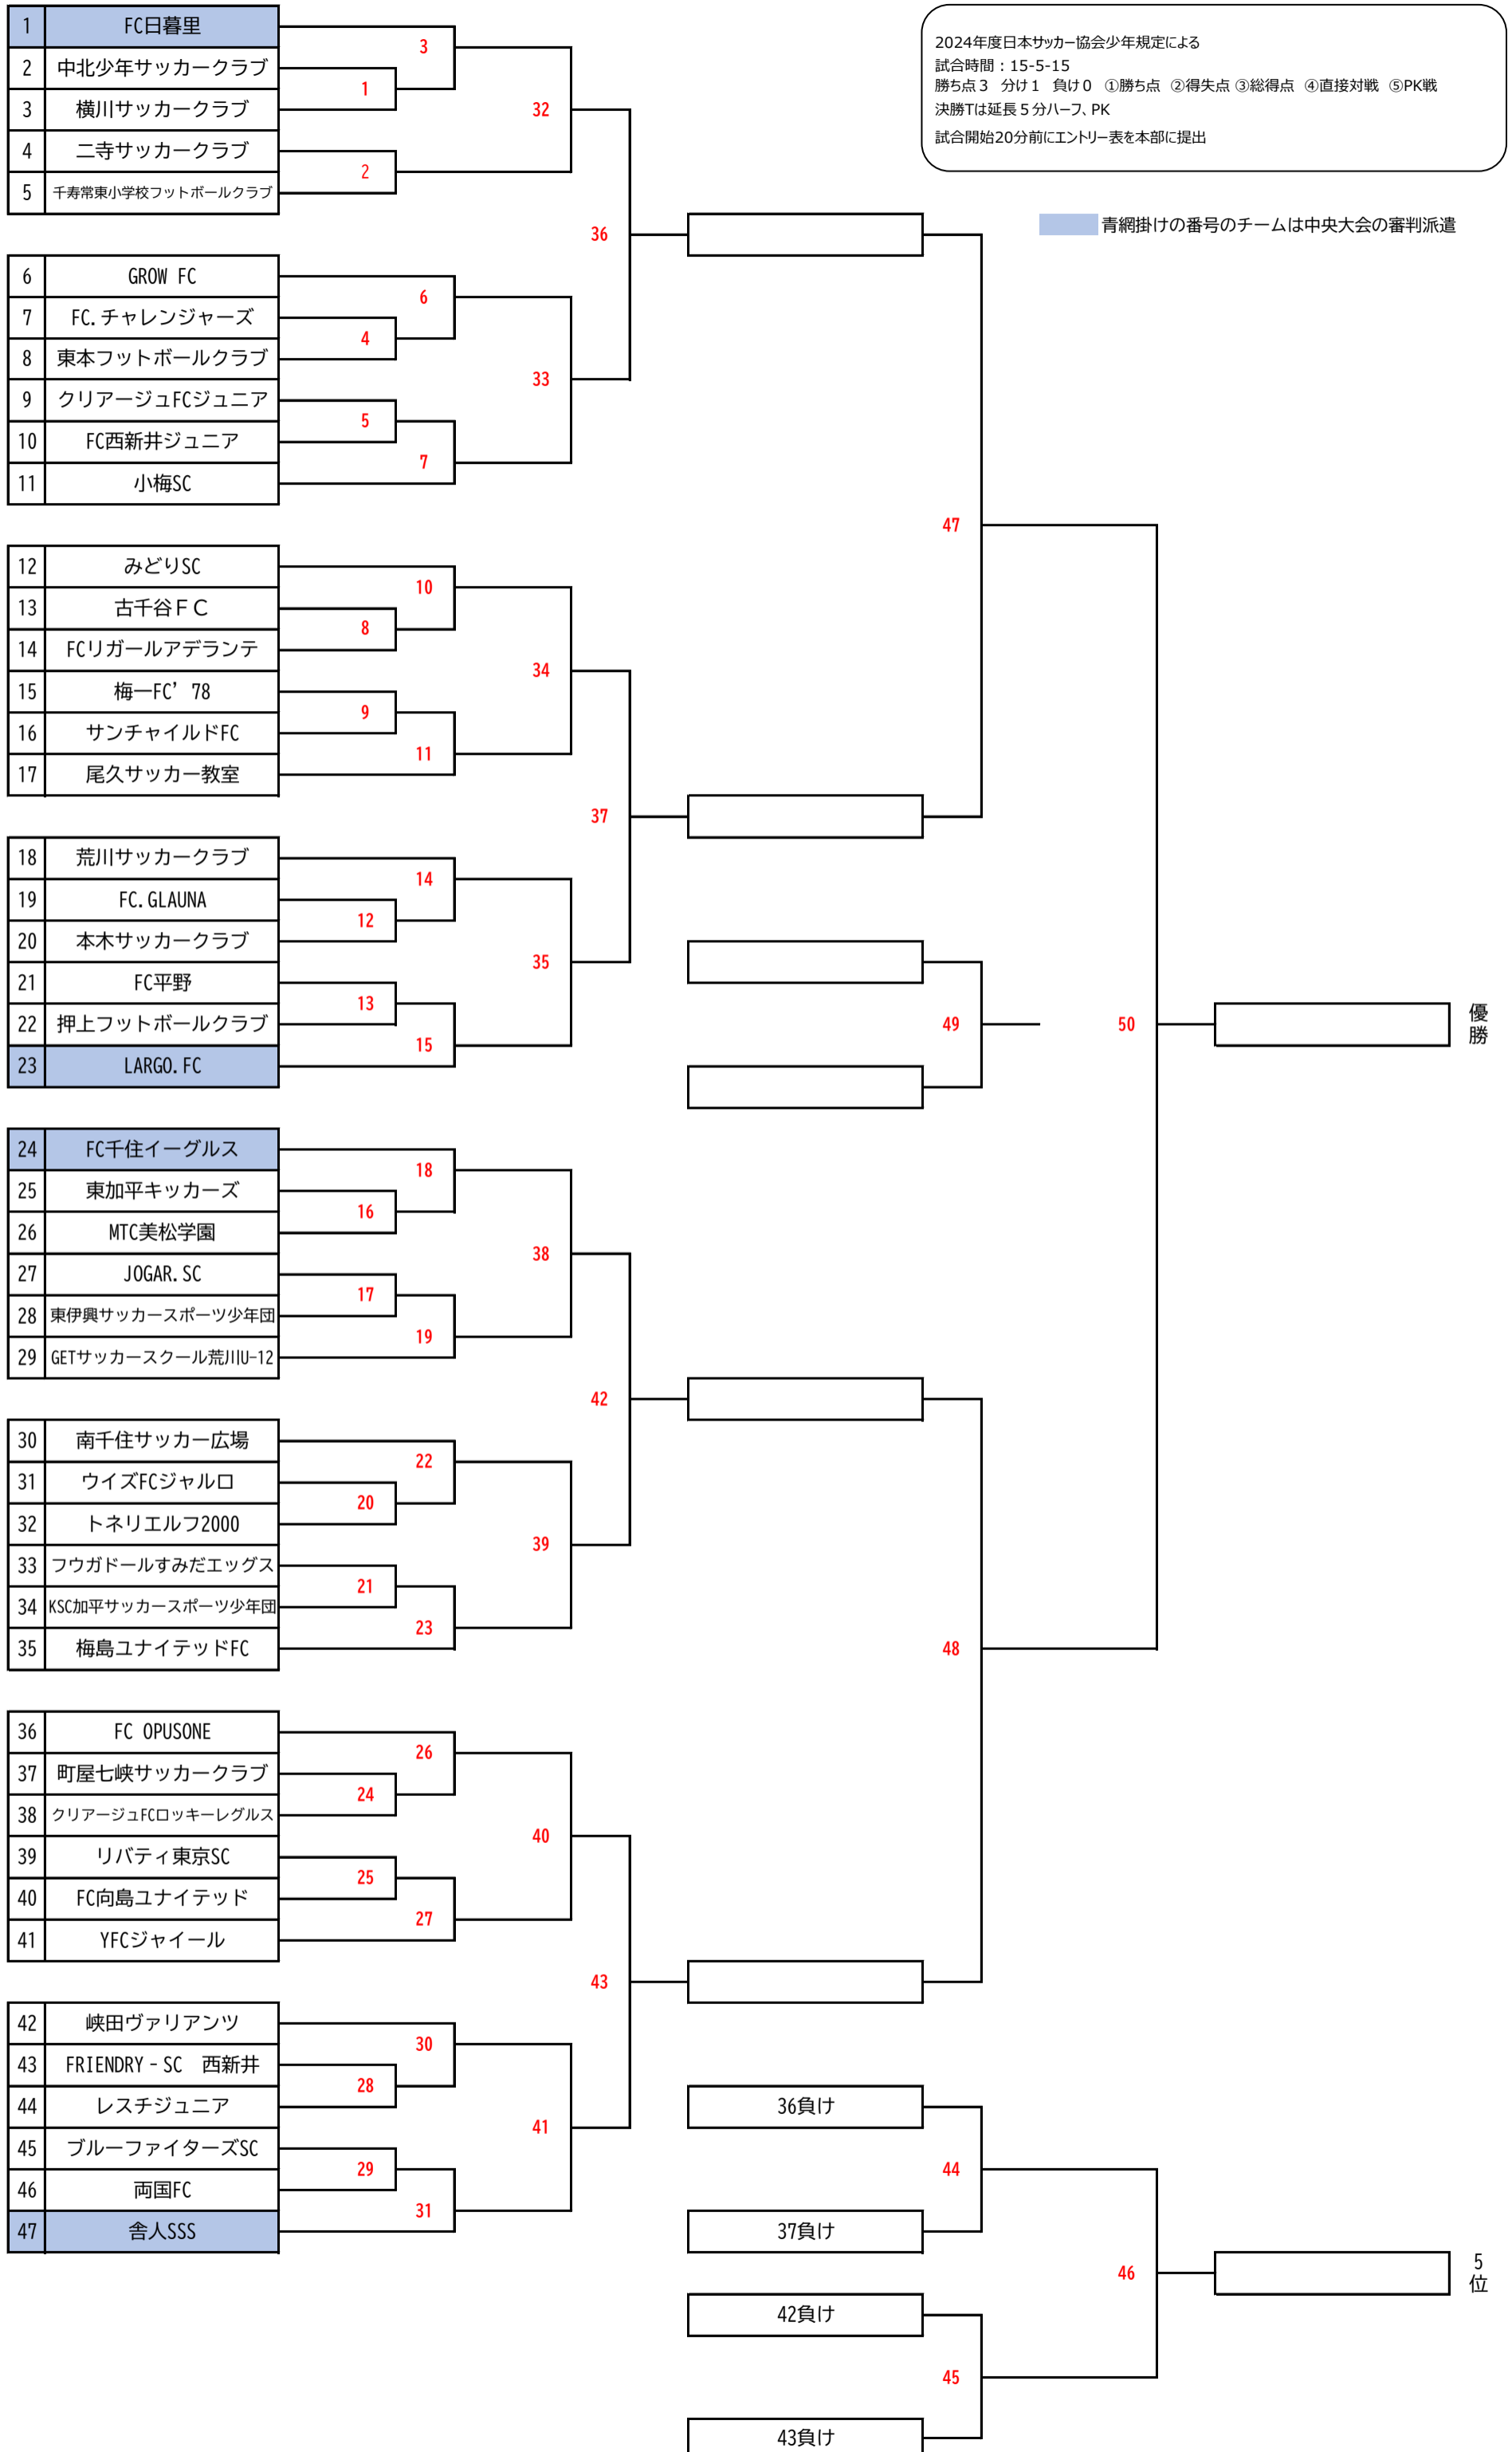 2024年度日本サッカー協会少年規定による
試合時間：15-5-15
勝ち点３　分け１　負け０　①勝ち点　②得失点 ③総得点　④直接対戦　⑤PK戦
決勝Tは延長５分ハーフ、PK
試合開始20分前にエントリー表を本部に提出
青網掛けの番号のチームは中央大会の審判派遣
1 FC日暮里
2 中北少年サッカークラブ
3 横川サッカークラブ
4 二寺サッカークラブ
5 千寿常東小学校フットボールクラブ
3
1
2
32
36
6 GROW FC
7 FC.チャレンジャーズ
8 東本フットボールクラブ
9 クリアージュFCジュニア
10 FC西新井ジュニア
11 小梅SC
6
4
5
7
33
47
12 みどりSC
13 古千谷ＦＣ
14 FCリガールアデランテ
15 梅一FC’78
16 サンチャイルドFC
17 尾久サッカー教室
10
8
9
11
34
37
18 荒川サッカークラブ
19 FC.GLAUNA
20 本木サッカークラブ
21 FC平野
22 押上フットボールクラブ
23 LARGO.FC
14
12
13
15
35
49
50
優勝
24 FC千住イーグルス
25 東加平キッカーズ
26 MTC美松学園
27 JOGAR.SC
28 東伊興サッカースポーツ少年団
29 GETサッカースクール荒川U-12
18
16
17
19
38
42
30 南千住サッカー広場
31 ウイズFCジャルロ
32 トネリエルフ2000
33 フウガドールすみだエッグス
34 KSC加平サッカースポーツ少年団
35 梅島ユナイテッドFC
22
20
21
23
39
48
36 FC OPUSONE
37 町屋七峡サッカークラブ
38 クリアージュFCロッキーレグルス
39 リバティ東京SC
40 FC向島ユナイテッド
41 YFCジャイール
26
24
25
27
40
43
42 峡田ヴァリアンツ
43 FRIENDRY‐SC　西新井
44 レスチジュニア
45 ブルーファイターズSC
46 両国FC
47 舎人SSS
30
28
29
31
41
36負け
44
37負け
46
5位
42負け
45
43負け